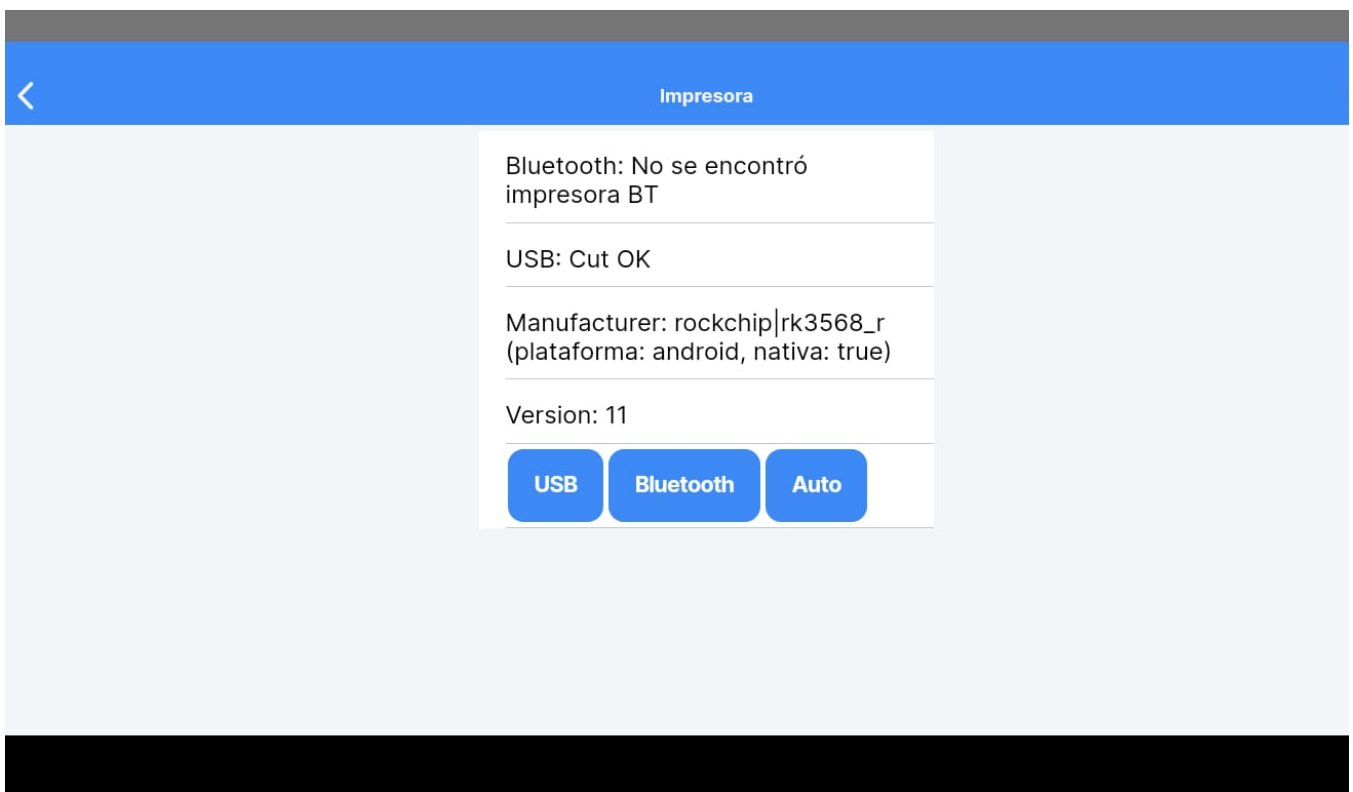 Impresora
Bluetooth: No se encontró
impresora BT
USB: Cut OK
Manufacturer: rockchip|rk3568_r
(plataforma: android, nativa: true)
Version: 11
USB
Bluetooth
Auto